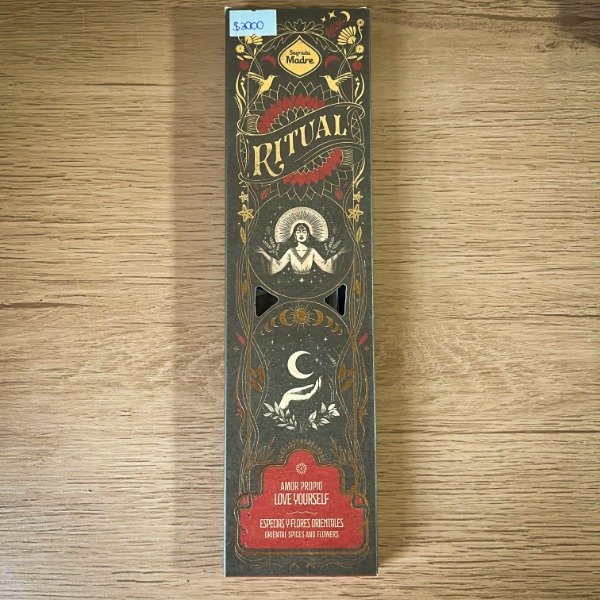 $3000
Sagrada
Madre
RITUAL
AMOR PROPIO
LOVE YOURSELF
ESPECIAS Y FLORES ORIENTALES
ORIENTAL SPICES AND FLOWERS